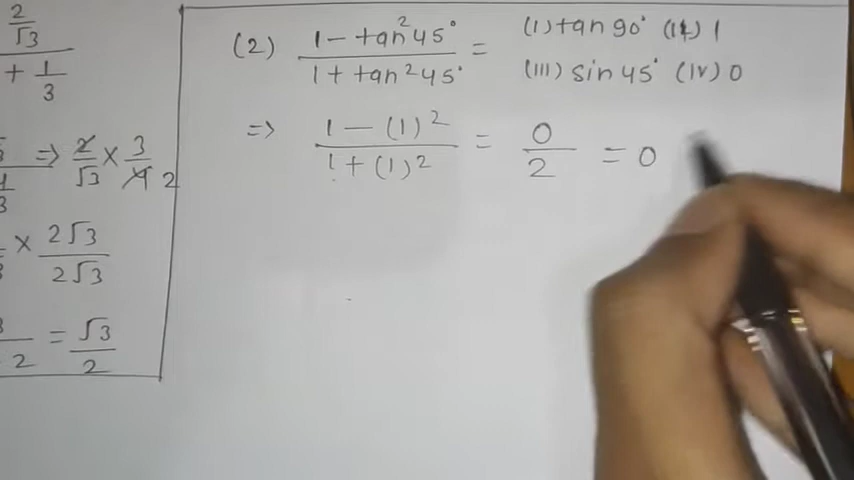 2/√3
+ 1/3
=> 2/√3 × 3/4 2
× 2√3/2√3
= √3/2
(2) 1 - tan²45°/1 + tan²45° = (I) tan 90° (II) 1
(III) sin 45° (IV) 0
=> 1 - (1)²/1 + (1)² = 0/2 = 0